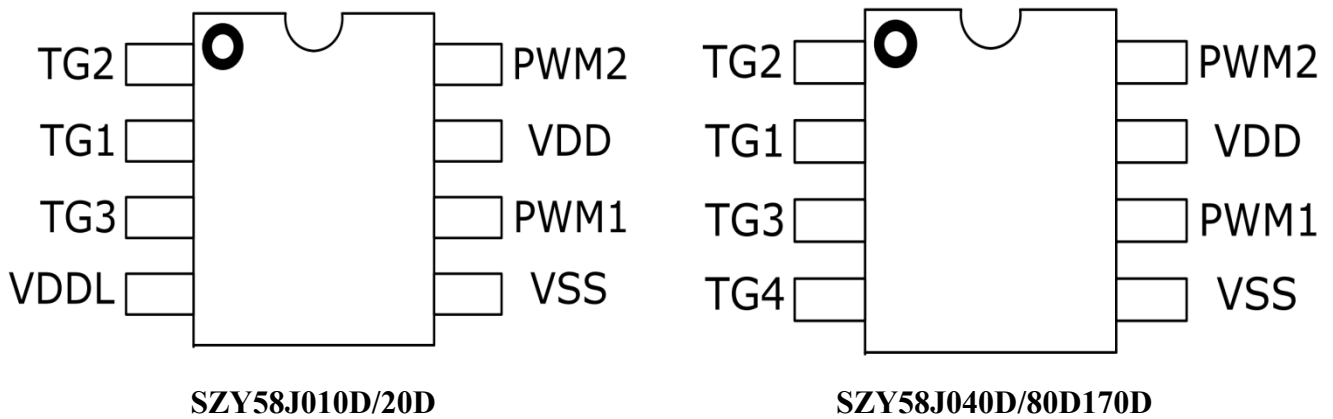 TG2 PWM2 TG2 PWM2
TG1 VDD TG1 VDD
TG3 PWM1 TG3 PWM1
VDDL VSS TG4 VSS
SZY58J010D/20D SZY58J040D/80D170D